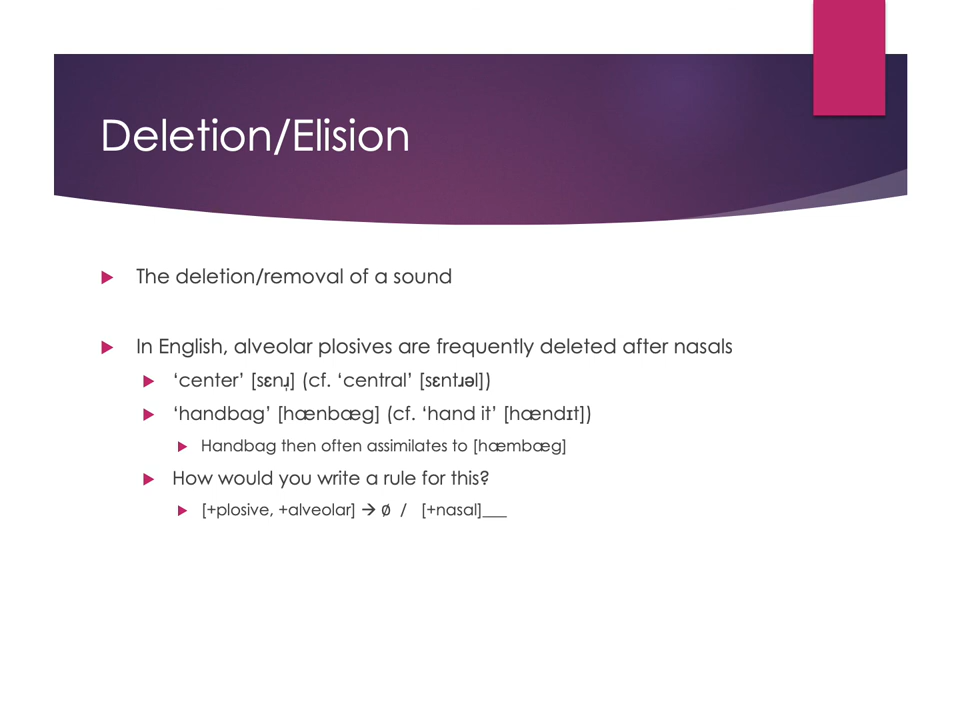 Deletion/Elision
The deletion/removal of a sound
In English, alveolar plosives are frequently deleted after nasals
‘center’ [sɛnɹ̩] (cf. ‘central’ [sɛntɹəl])
‘handbag’ [hænbæg] (cf. ‘hand it’ [hændɪt])
Handbag then often assimilates to [hæmbæg]
How would you write a rule for this?
[+plosive, +alveolar] → ∅ / [+nasal]___